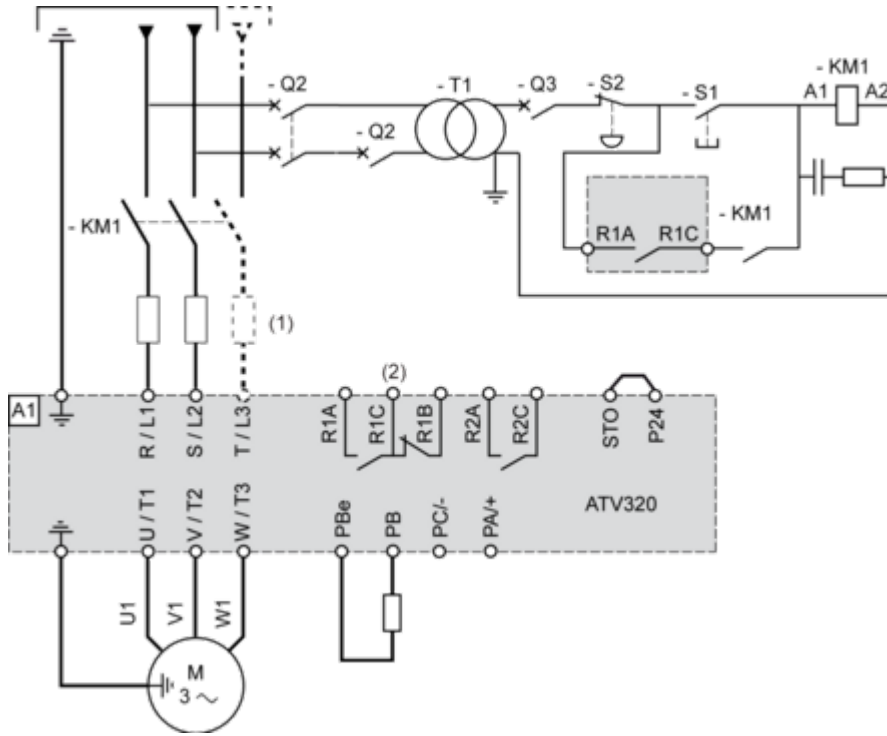 - Q2
- T1
- Q3
- S2
- S1
- KM1
A1
A2
- Q2
- KM1
R1A
R1C
- KM1
(1)
(2)
A1
R / L1
S / L2
T / L3
R1A
R1C
R1B
R2A
R2C
STO
P24
ATV320
U / T1
V / T2
W / T3
PBe
PB
PC/-
PA/+
U1
V1
W1
M
3 ~